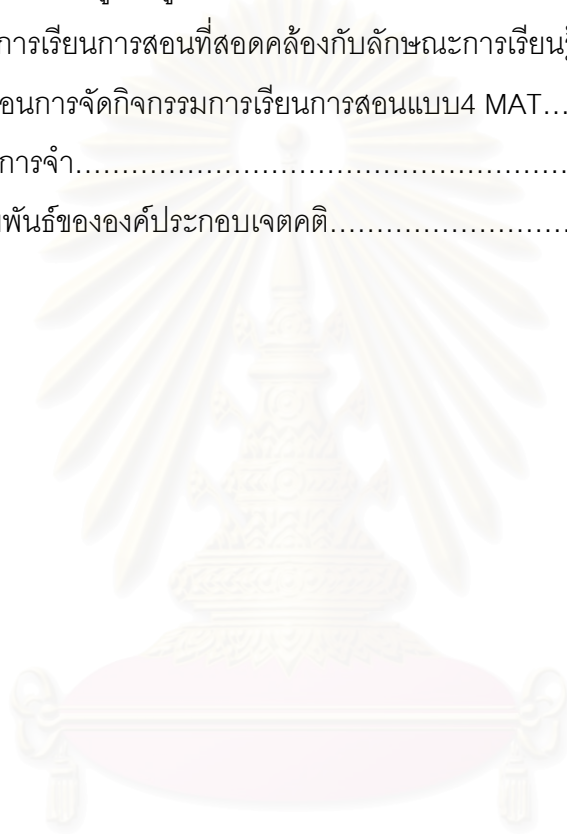 การเรียนการสอนที่สอดคล้องกับลักษณะการเรียนรู้
อนการจัดกิจกรรมการเรียนการสอนแบบ4 MAT...
การจำ.......................................................
พันธ์ขององค์ประกอบเจตคติ..........................